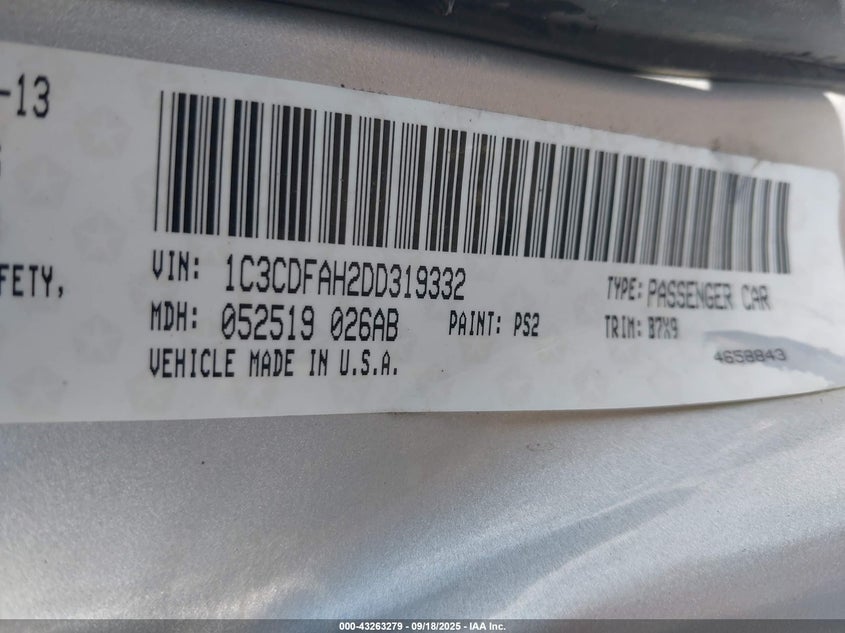 -13
FETY,
VIN: 1C3CDFAH2DD319332
TYPE: PASSENGER CAR
MDH: 052519 026AB
PAINT: PS2
TRIM: B7X9
VEHICLE MADE IN U.S.A.
4658843
000-43263279 - 09/18/2025 - IAA Inc.